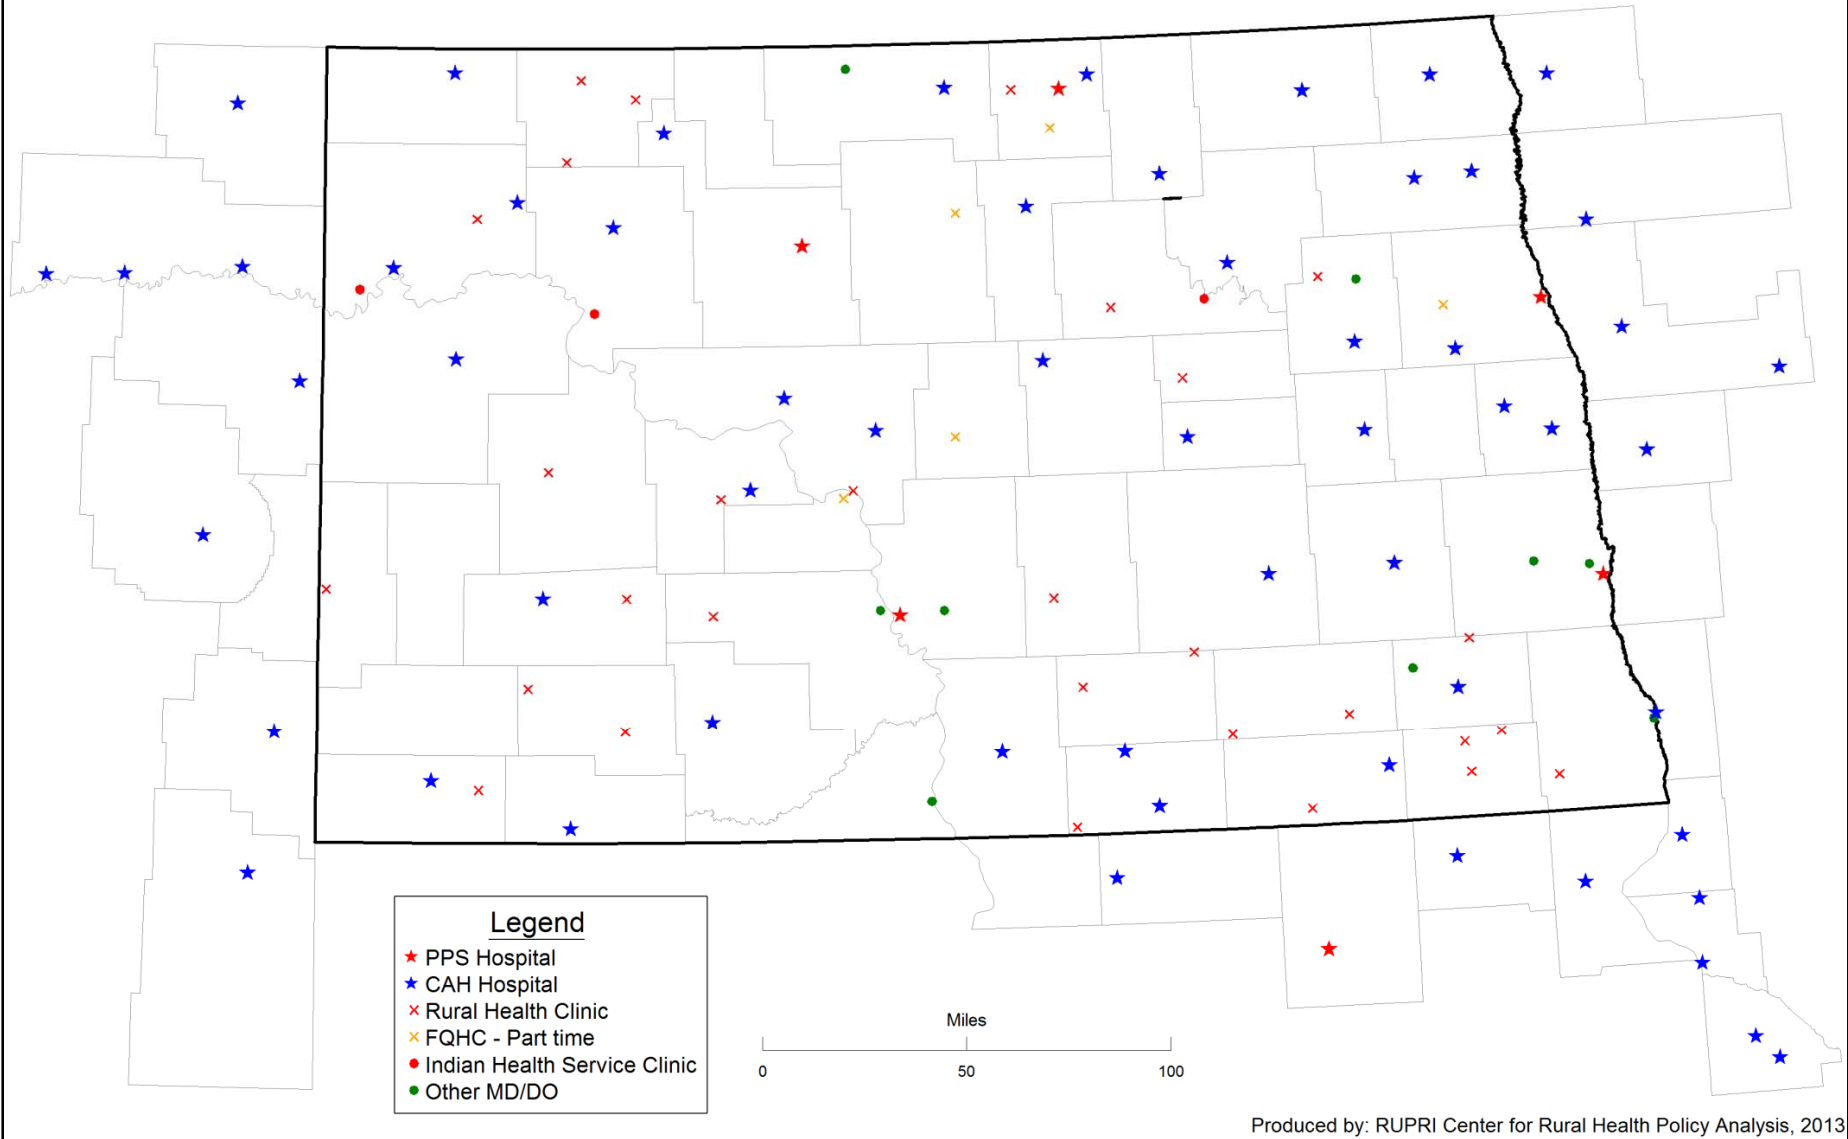 Legend
PPS Hospital
CAH Hospital
Rural Health Clinic
FQHC - Part time
Indian Health Service Clinic
Other MD/DO
Miles
0 50 100
Produced by: RUPRI Center for Rural Health Policy Analysis, 2013